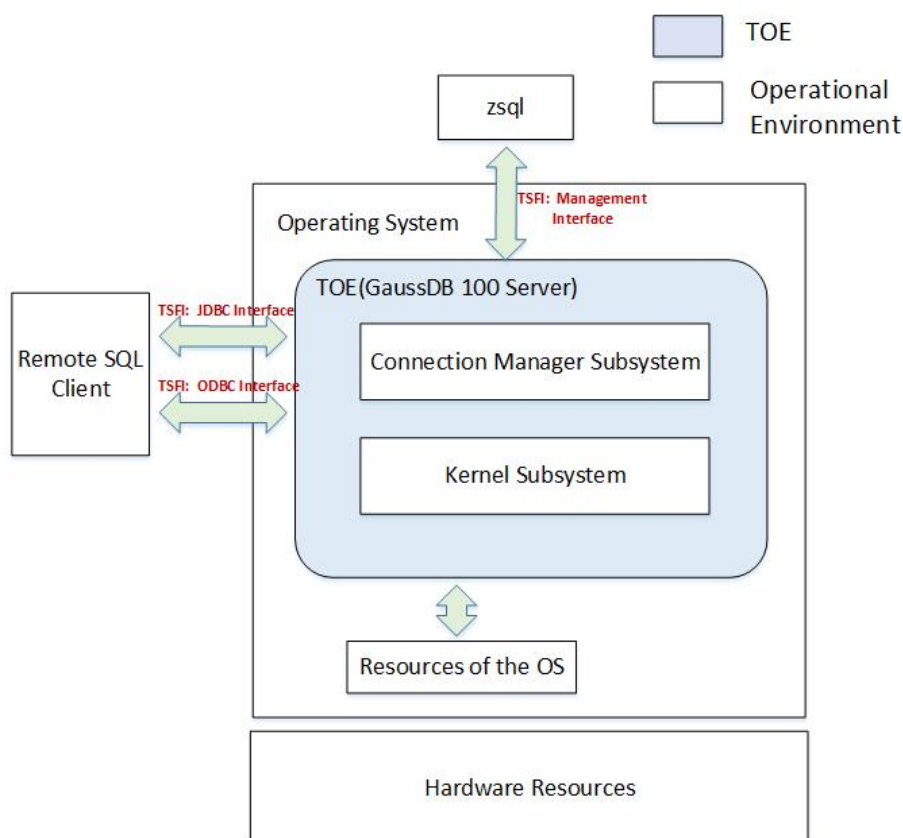 TOE
Operational
Environment
zsql
TSFI: Management
Interface
Operating System
TOE(GaussDB 100 Server)
TSFI: JDBC Interface
Remote SQL
Client
TSFI: ODBC Interface
Connection Manager Subsystem
Kernel Subsystem
Resources of the OS
Hardware Resources